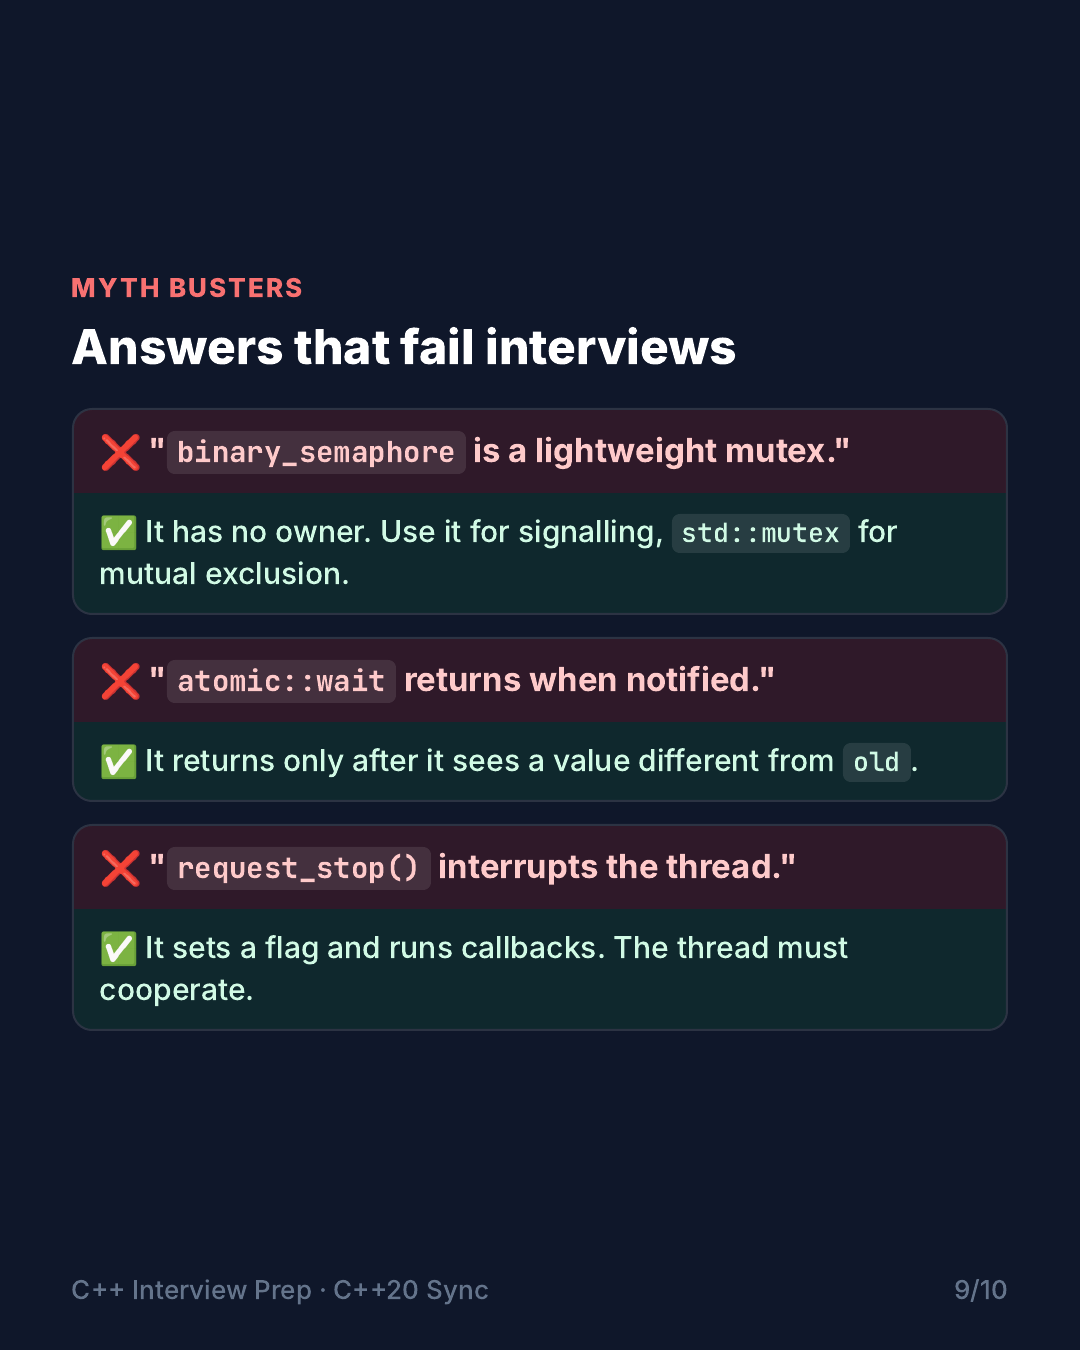 MYTH BUSTERS
Answers that fail interviews
❌ "binary_semaphore is a lightweight mutex."
✅ It has no owner. Use it for signalling, std::mutex for
mutual exclusion.
❌ "atomic::wait returns when notified."
✅ It returns only after it sees a value different from old.
❌ "request_stop() interrupts the thread."
✅ It sets a flag and runs callbacks. The thread must
cooperate.
C++ Interview Prep · C++20 Sync
9/10